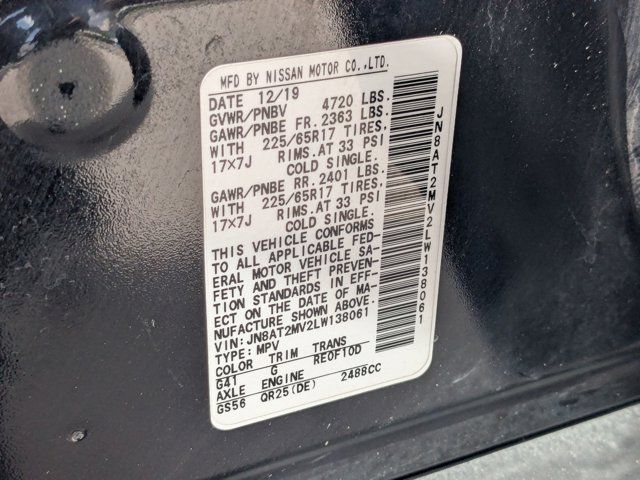 MFD BY NISSAN MOTOR CO.,LTD.
DATE 12/19
GVWR/PNBV 4720 LBS.
GAWR/PNBE FR. 2363 LBS.
WITH 225/65R17 TIRES,
17×7J RIMS.AT 33 PSI
COLD SINGLE.
GAWR/PNBE RR. 2401 LBS.
WITH 225/65R17 TIRES,
17×7J RIMS.AT 33 PSI
COLD SINGLE.
THIS VEHICLE CONFORMS
TO ALL APPLICABLE FED-
ERAL MOTOR VEHICLE SA-
FETY AND THEFT PREVEN-
TION STANDARDS IN EFF-
ECT ON THE DATE OF MA-
NUFACTURE SHOWN ABOVE.
VIN: JN8AT2MV2LW138061
TYPE: MPV
COLOR TRIM TRANS
G41 G RE0F10D
AXLE ENGINE
GS56 QR25(DE) 2488CC
JN8AT2MV2LW138061